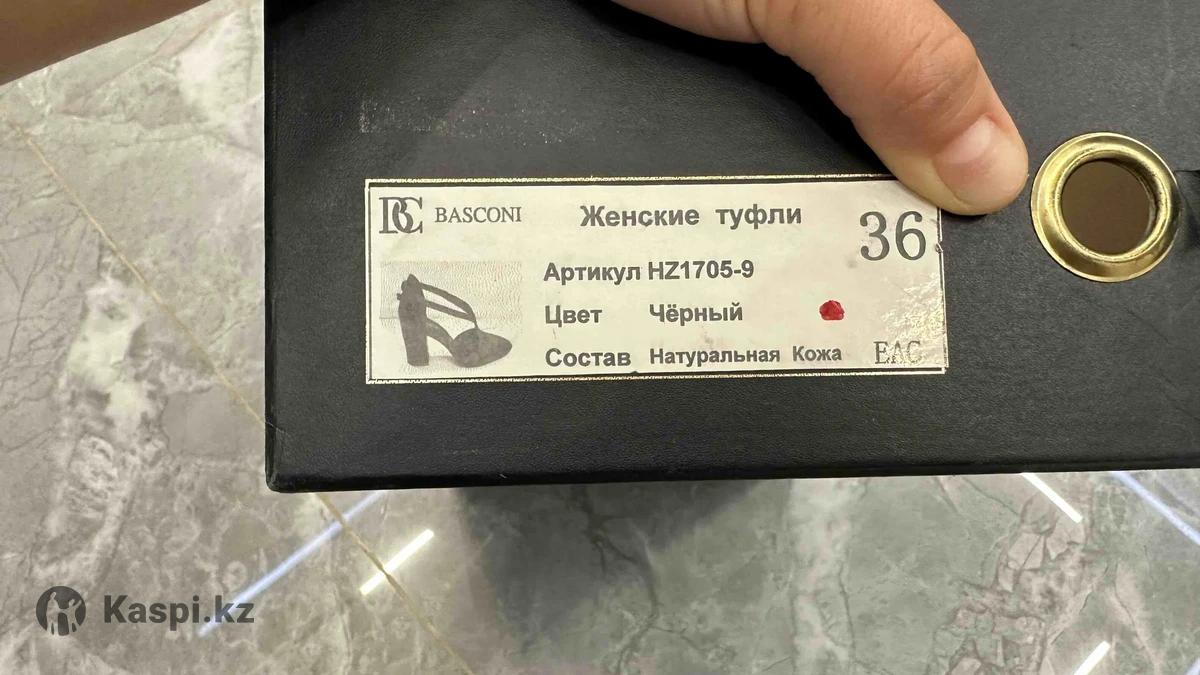 BC BASCONI Женские туфли 36
Артикул HZ1705-9
Цвет Чёрный
Состав Натуральная Кожа EAC
Kaspi.kz